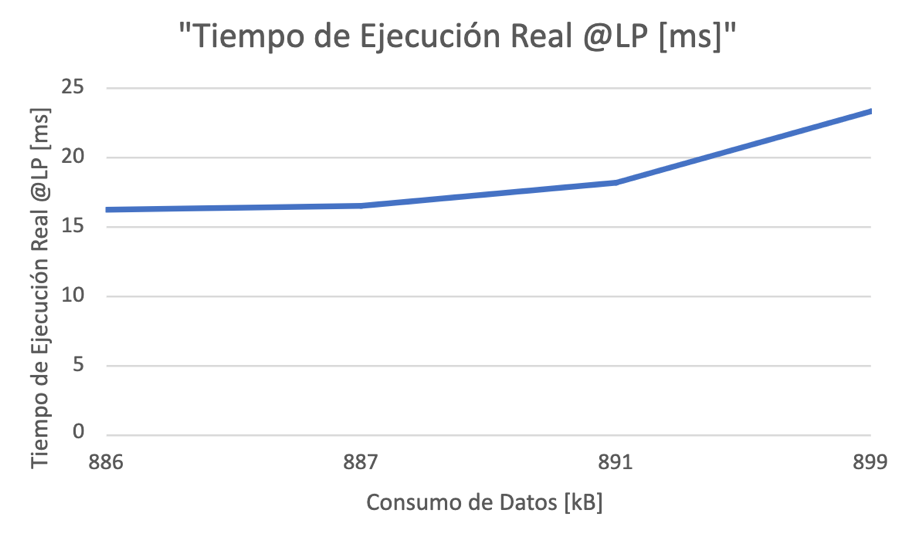 "Tiempo de Ejecución Real @LP [ms]"
Tiempo de Ejecución Real @LP [ms]
25
20
15
10
5
0
886 887 891 899
Consumo de Datos [kB]